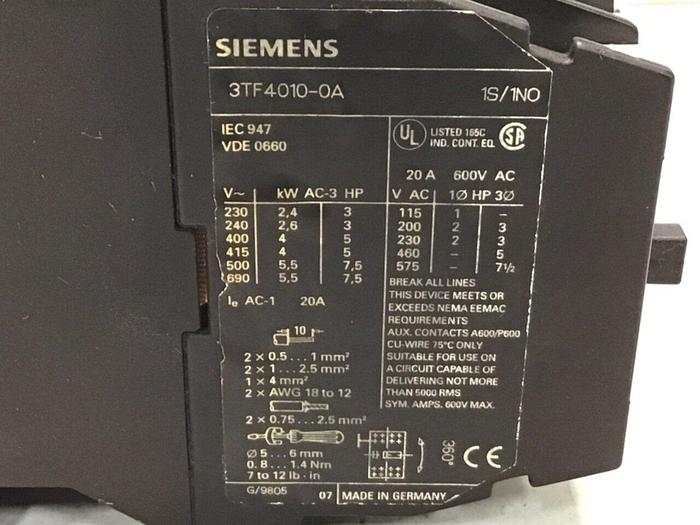 SIEMENS
3TF4010-0A 1S/1NO
IEC 947
VDE 0660
UL LISTED 165C
IND. CONT. EQ.
SA
20 A 600V AC
V~ kW AC-3 HP
230 2,4 3
240 2,6 3
400 4 5
415 4 5
500 5,5 7,5
690 5,5 7,5
Ie AC-1 20A
10
2 × 0.5...1 mm²
2 × 1...2.5 mm²
1 × 4 mm²
2 × AWG 18 to 12
2 × 0.75...2.5 mm²
Ø 5...6 mm
0.8...1.4 Nm
7 to 12 lb·in
V AC 1Ø HP 3Ø
115 1 –
200 2 3
230 2 3
460 – 5
575 – 7½
BREAK ALL LINES
THIS DEVICE MEETS OR
EXCEEDS NEMA EEMAC
REQUIREMENTS
AUX. CONTACTS A600/P600
CU-WIRE 75°C ONLY
SUITABLE FOR USE ON
A CIRCUIT CAPABLE OF
DELIVERING NOT MORE
THAN 5000 RMS
SYM. AMPS. 600V MAX.
360°
CE
G/9805 07 MADE IN GERMANY